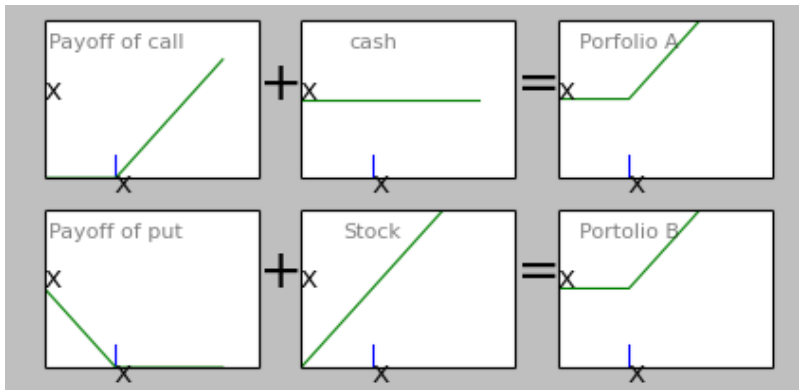 Payoff of call
cash
Porfolio A
X
+
X
=
X
X
X
X
Payoff of put
Stock
Portolio B
X
+
X
=
X
X
X
X